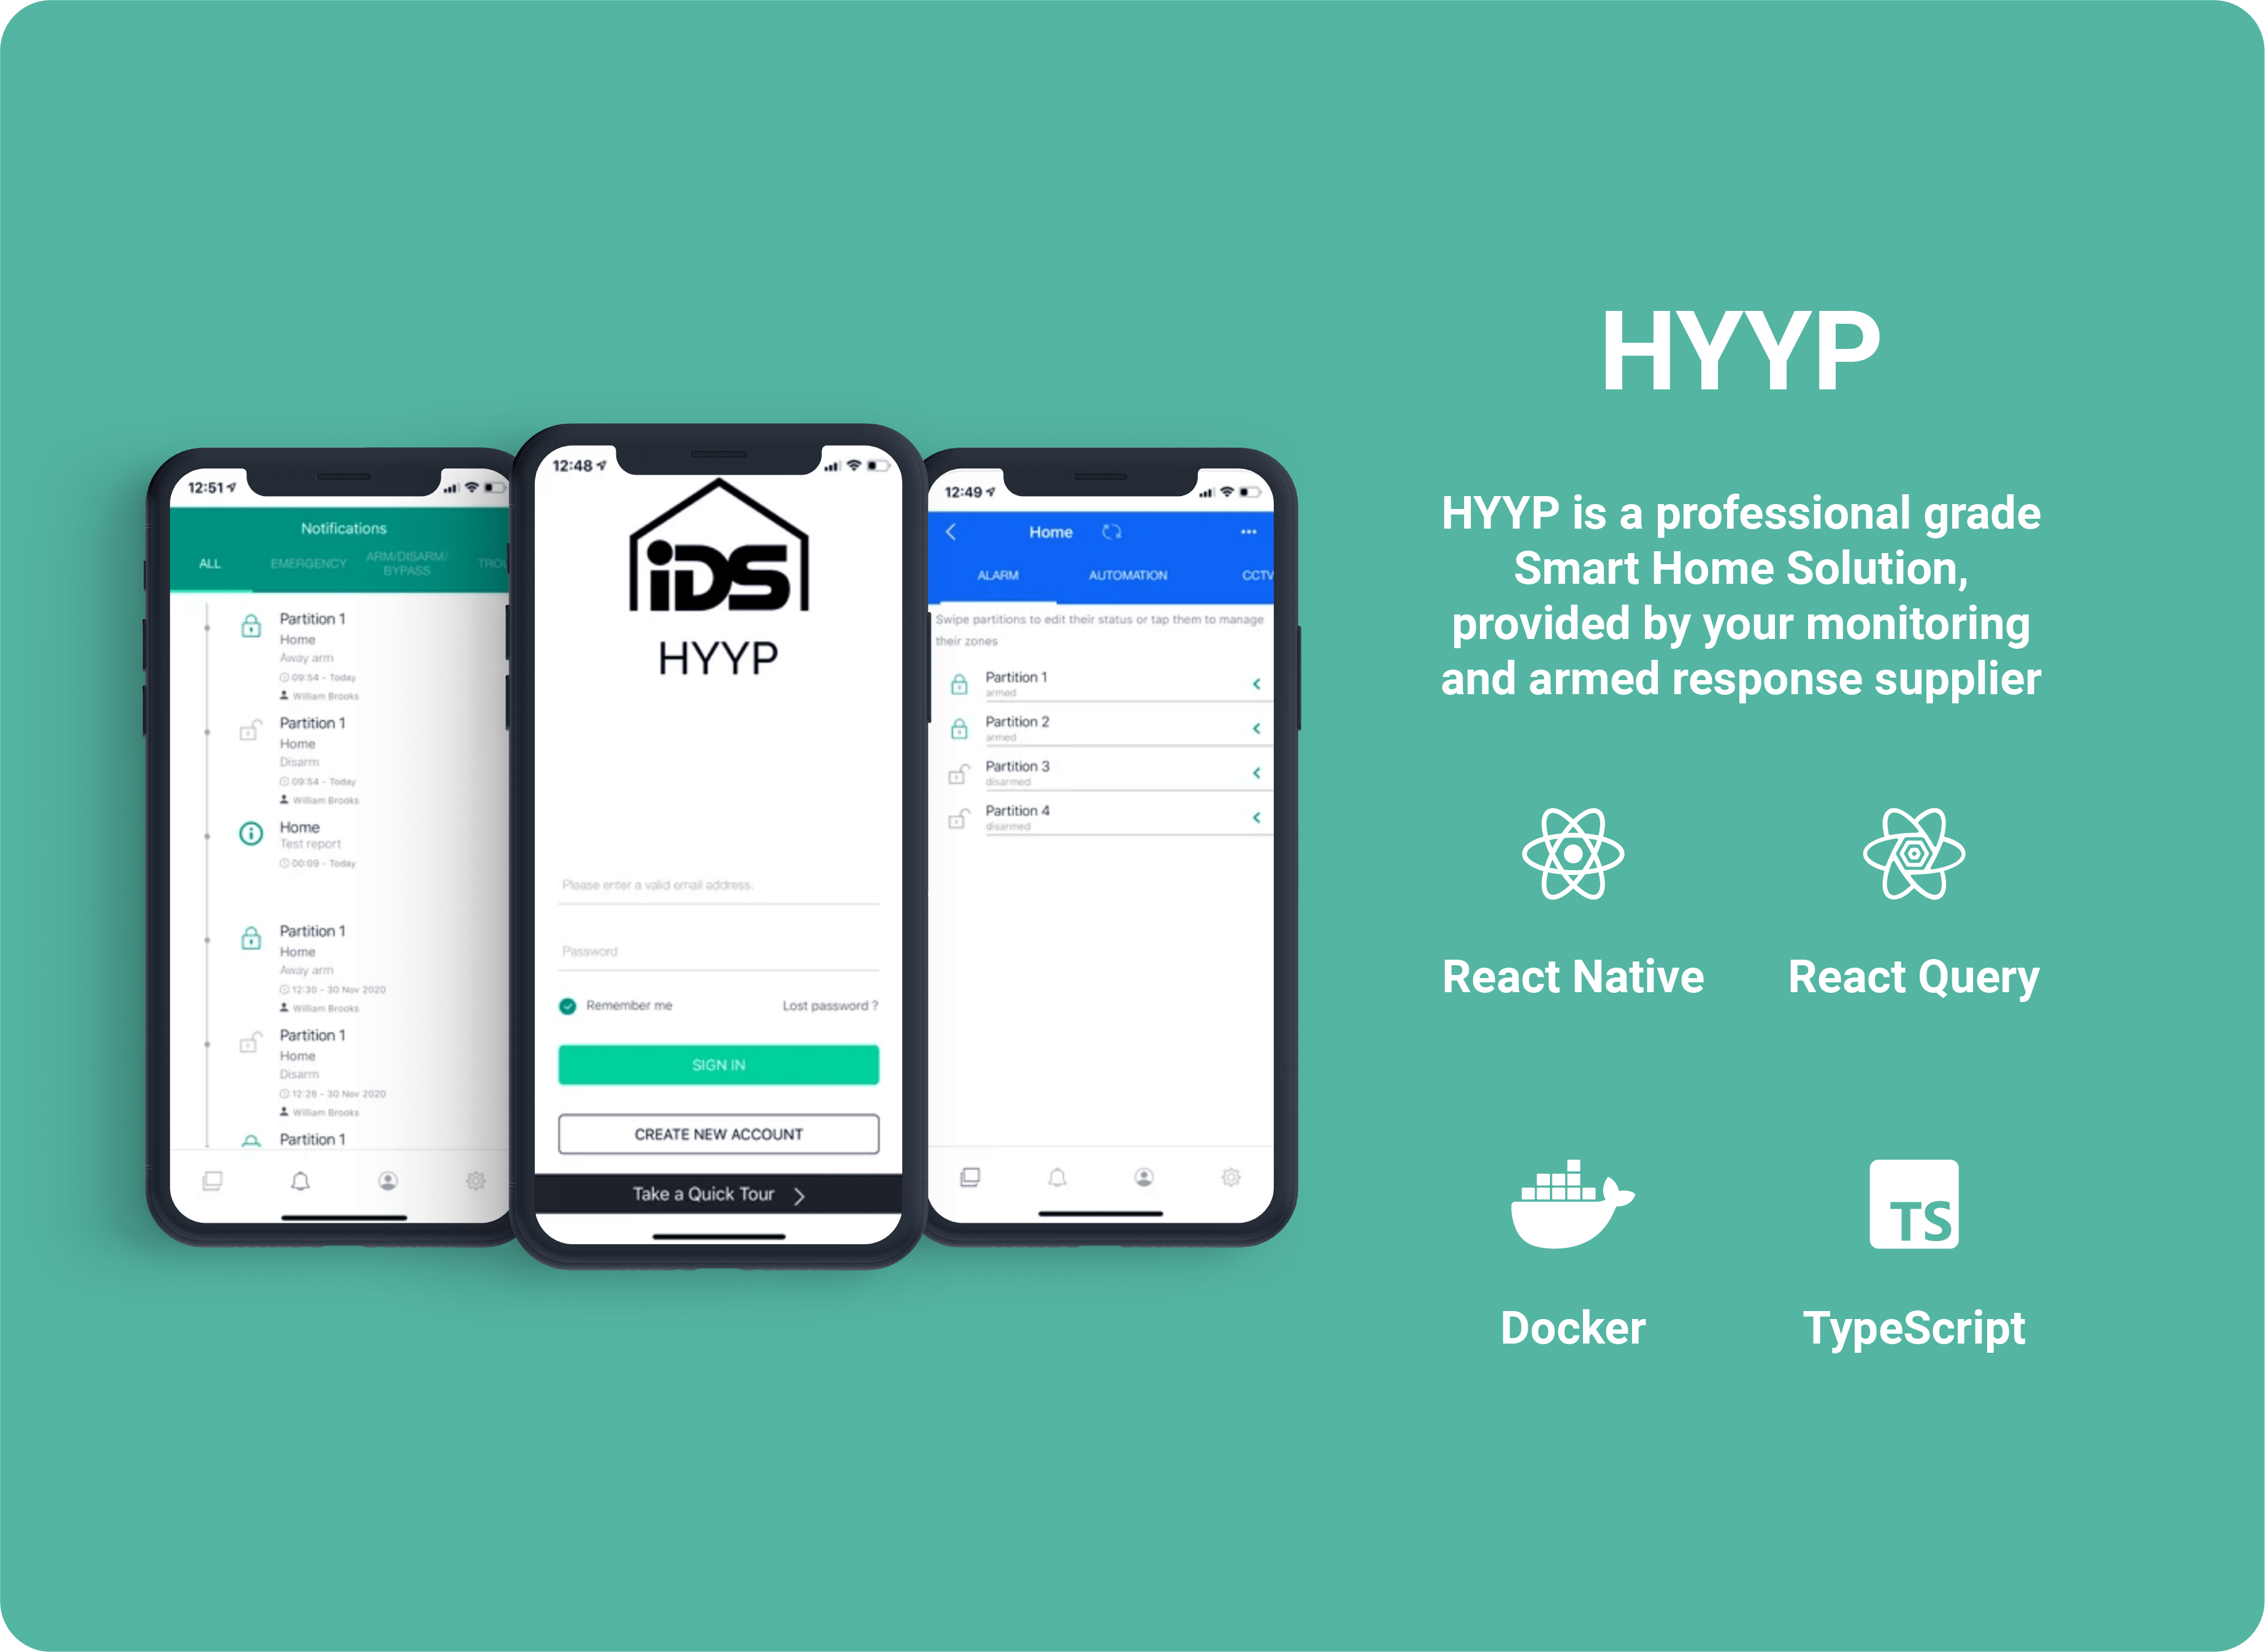 12:51
Notifications
ALL
EMERGENCY
ARM/DISARM/
BYPASS
TROU
Partition 1
Home
Away arm
09:54 - Today
William Brooks
Partition 1
Home
Disarm
09:54 - Today
William Brooks
Home
Test report
00:09 - Today
Partition 1
Home
Away arm
12:30 - 30 Nov 2020
William Brooks
Partition 1
Home
Disarm
12:28 - 30 Nov 2020
William Brooks
Partition 1
12:48
iDS
HYYP
Please enter a valid email address.
Password
Remember me
Lost password ?
SIGN IN
CREATE NEW ACCOUNT
Take a Quick Tour
12:49
Home
ALARM
AUTOMATION
CCTV
Swipe partitions to edit their status or tap them to manage
their zones
Partition 1
armed
Partition 2
armed
Partition 3
disarmed
Partition 4
disarmed
HYYP
HYYP is a professional grade
Smart Home Solution,
provided by your monitoring
and armed response supplier
React Native
React Query
TS
Docker
TypeScript